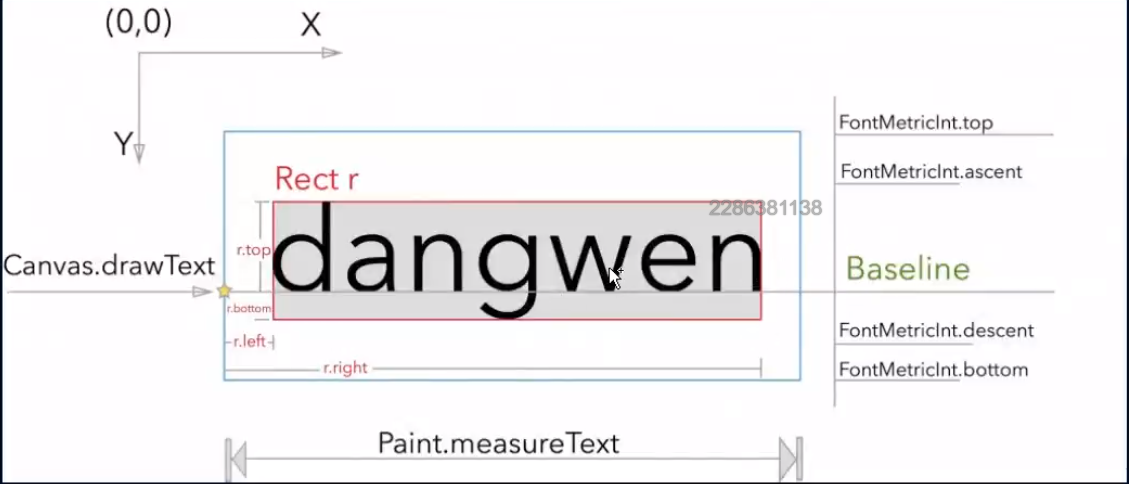 (0,0)
X
Y
FontMetricInt.top
FontMetricInt.ascent
Rect r
2286381138
dangwen
r.top
Canvas.drawText
Baseline
r.bottom
r.left
r.right
FontMetricInt.descent
FontMetricInt.bottom
Paint.measureText